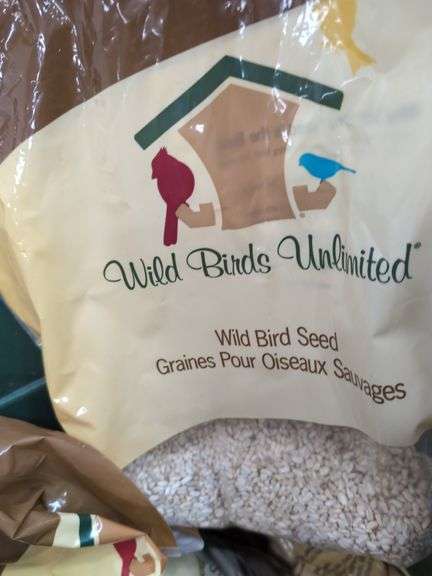 Wild Birds Unlimited®
Wild Bird Seed
Graines Pour Oiseaux Sauvages